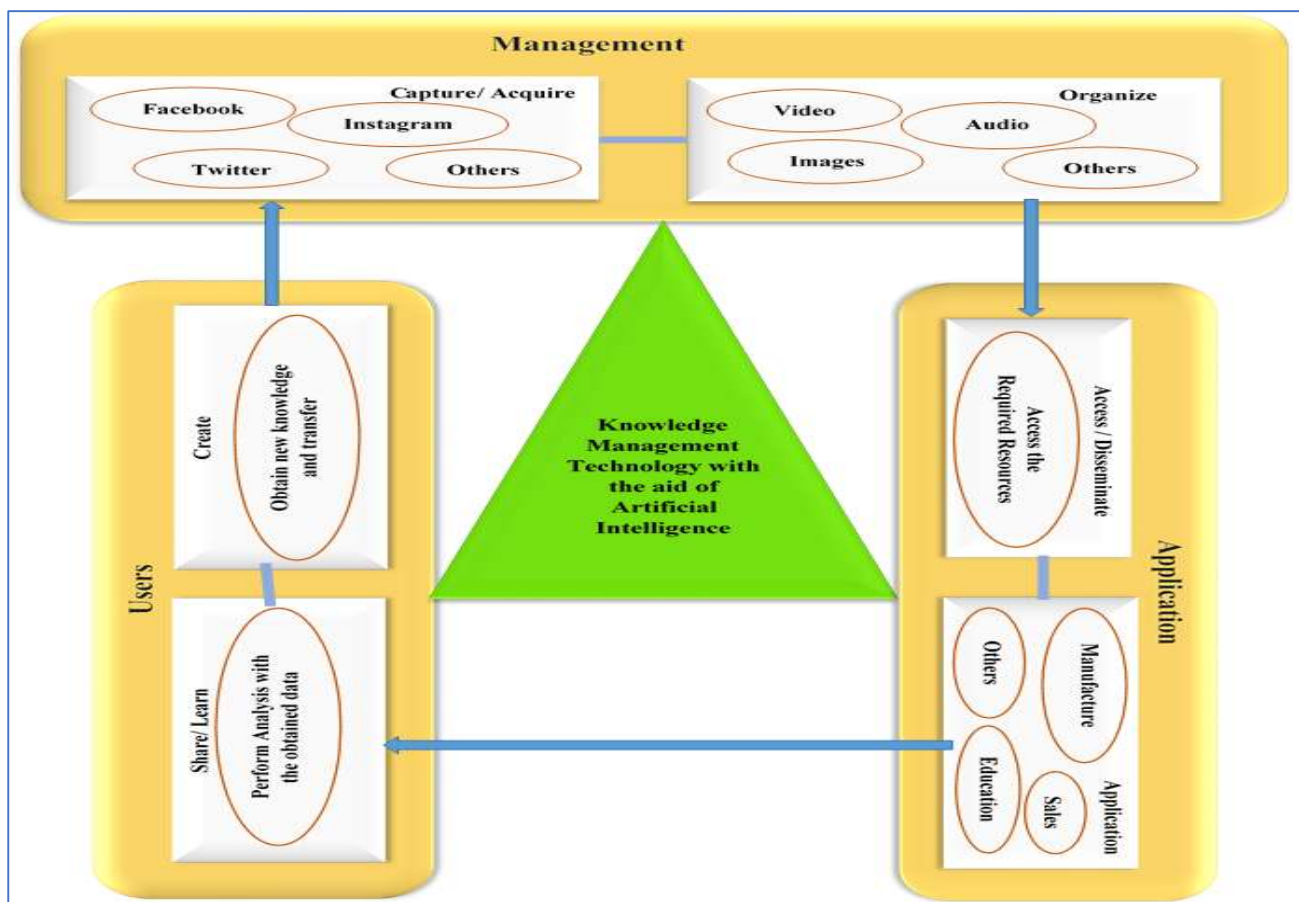 Management
Capture/ Acquire
Facebook
Instagram
Twitter
Others
Organize
Video
Audio
Images
Others
Knowledge
Management
Technology with
the aid of
Artificial
Intelligence
Users
Create
Obtain new knowledge
and transfer
Share/ Learn
Perform Analysis with
the obtained data
Application
Access / Disseminate
Access the
Required Resources
Application
Manufacture
Others
Sales
Education